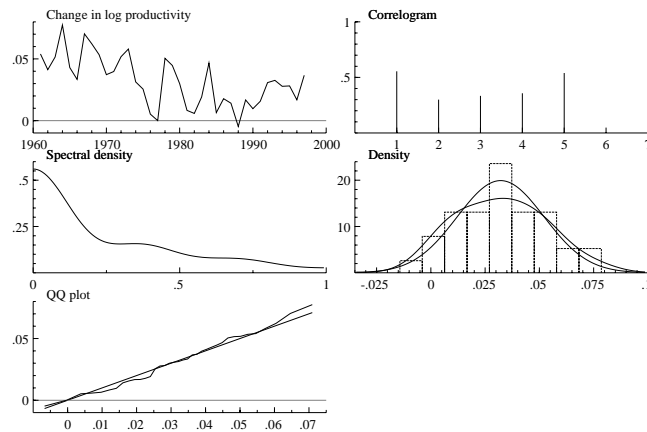 Change in log productivity
.05
0
1960 1970 1980 1990 2000
Correlogram
1
.5
1 2 3 4 5 6 7
Spectral density
.5
.25
0 .5 1
Density
20
10
-.025 0 .025 .05 .075 .1
QQ plot
.05
0
0 .01 .02 .03 .04 .05 .06 .07